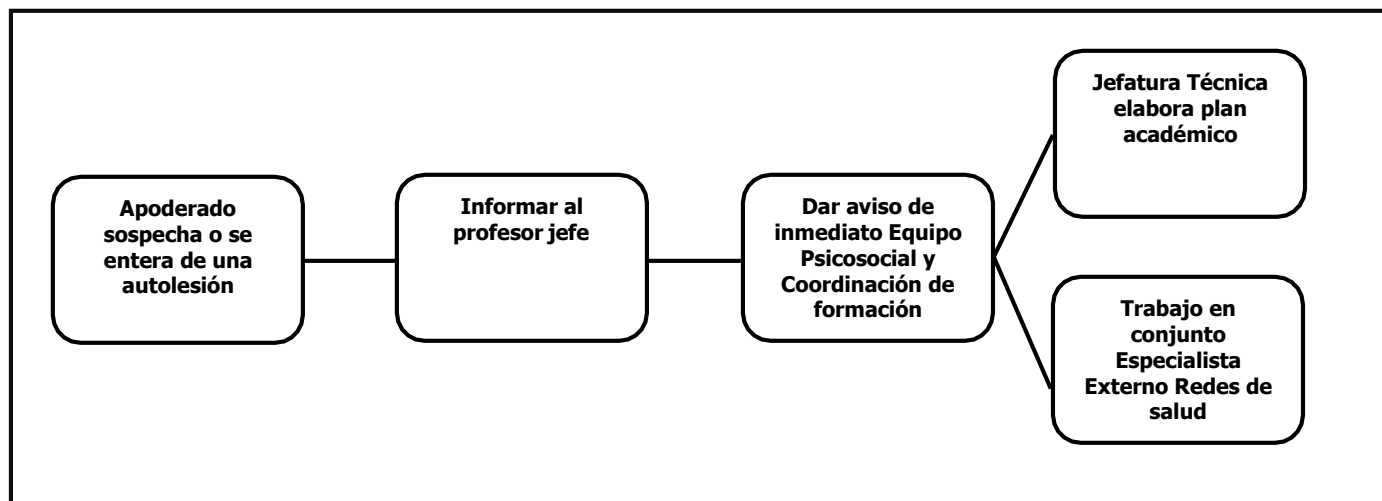 Apoderado
sospecha o se
entera de una
autolesión
Informar al
profesor jefe
Dar aviso de
inmediato Equipo
Psicosocial y
Coordinación de
formación
Jefatura Técnica
elabora plan
académico
Trabajo en
conjunto
Especialista
Externo Redes de
salud